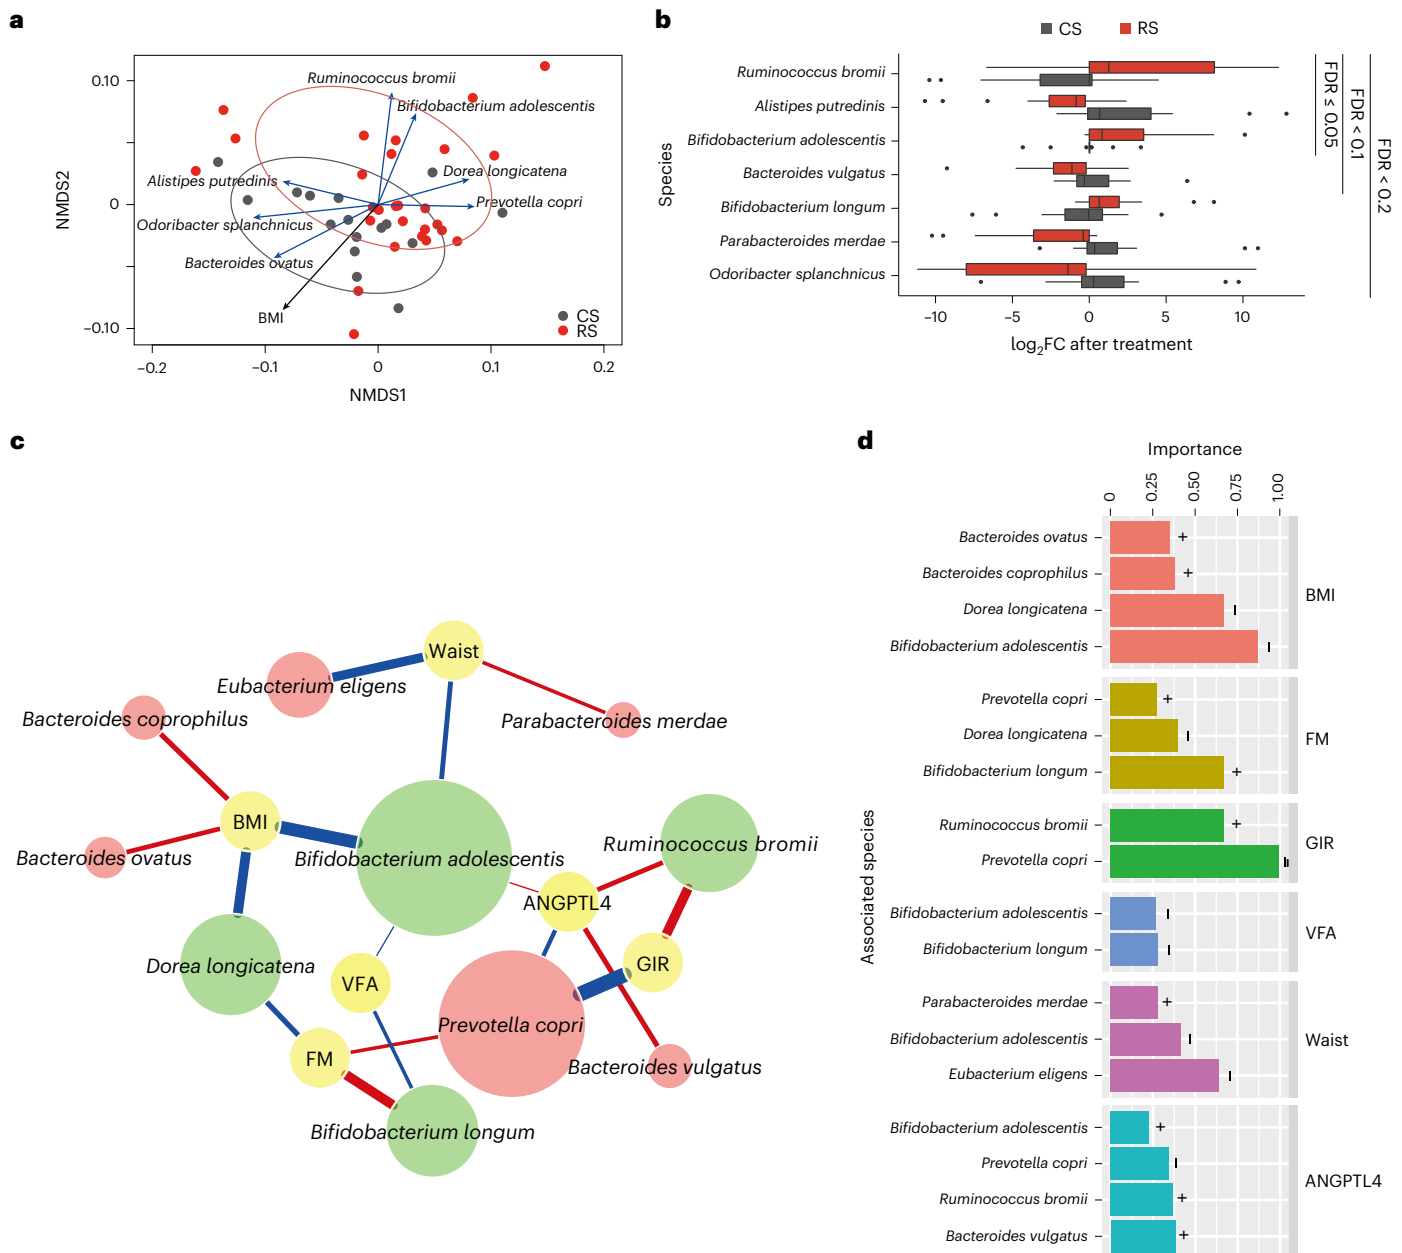 a
Ruminococcus bromii
Bifidobacterium adolescentis
Dorea longicatena
Alistipes putredinis
Prevotella copri
Odoribacter splanchnicus
Bacteroides ovatus
BMI
CS
RS
0.10
0
−0.10
NMDS2
−0.2
−0.1
0
0.1
0.2
NMDS1
b
CS
RS
Species
Ruminococcus bromii
Alistipes putredinis
Bifidobacterium adolescentis
Bacteroides vulgatus
Bifidobacterium longum
Parabacteroides merdae
Odoribacter splanchnicus
FDR ≤ 0.05
FDR < 0.1
FDR < 0.2
−10
−5
0
5
10
log2FC after treatment
c
Waist
Eubacterium eligens
Bacteroides coprophilus
Parabacteroides merdae
BMI
Bacteroides ovatus
Bifidobacterium adolescentis
Ruminococcus bromii
ANGPTL4
Dorea longicatena
VFA
GIR
Prevotella copri
FM
Bacteroides vulgatus
Bifidobacterium longum
d
Importance
0
0.25
0.50
0.75
1.00
Associated species
Bacteroides ovatus +
Bacteroides coprophilus +
Dorea longicatena
Bifidobacterium adolescentis
BMI
Prevotella copri +
Dorea longicatena
Bifidobacterium longum +
FM
Ruminococcus bromii +
Prevotella copri
GIR
Bifidobacterium adolescentis
Bifidobacterium longum
VFA
Parabacteroides merdae +
Bifidobacterium adolescentis
Eubacterium eligens
Waist
Bifidobacterium adolescentis +
Prevotella copri
Ruminococcus bromii +
Bacteroides vulgatus +
ANGPTL4